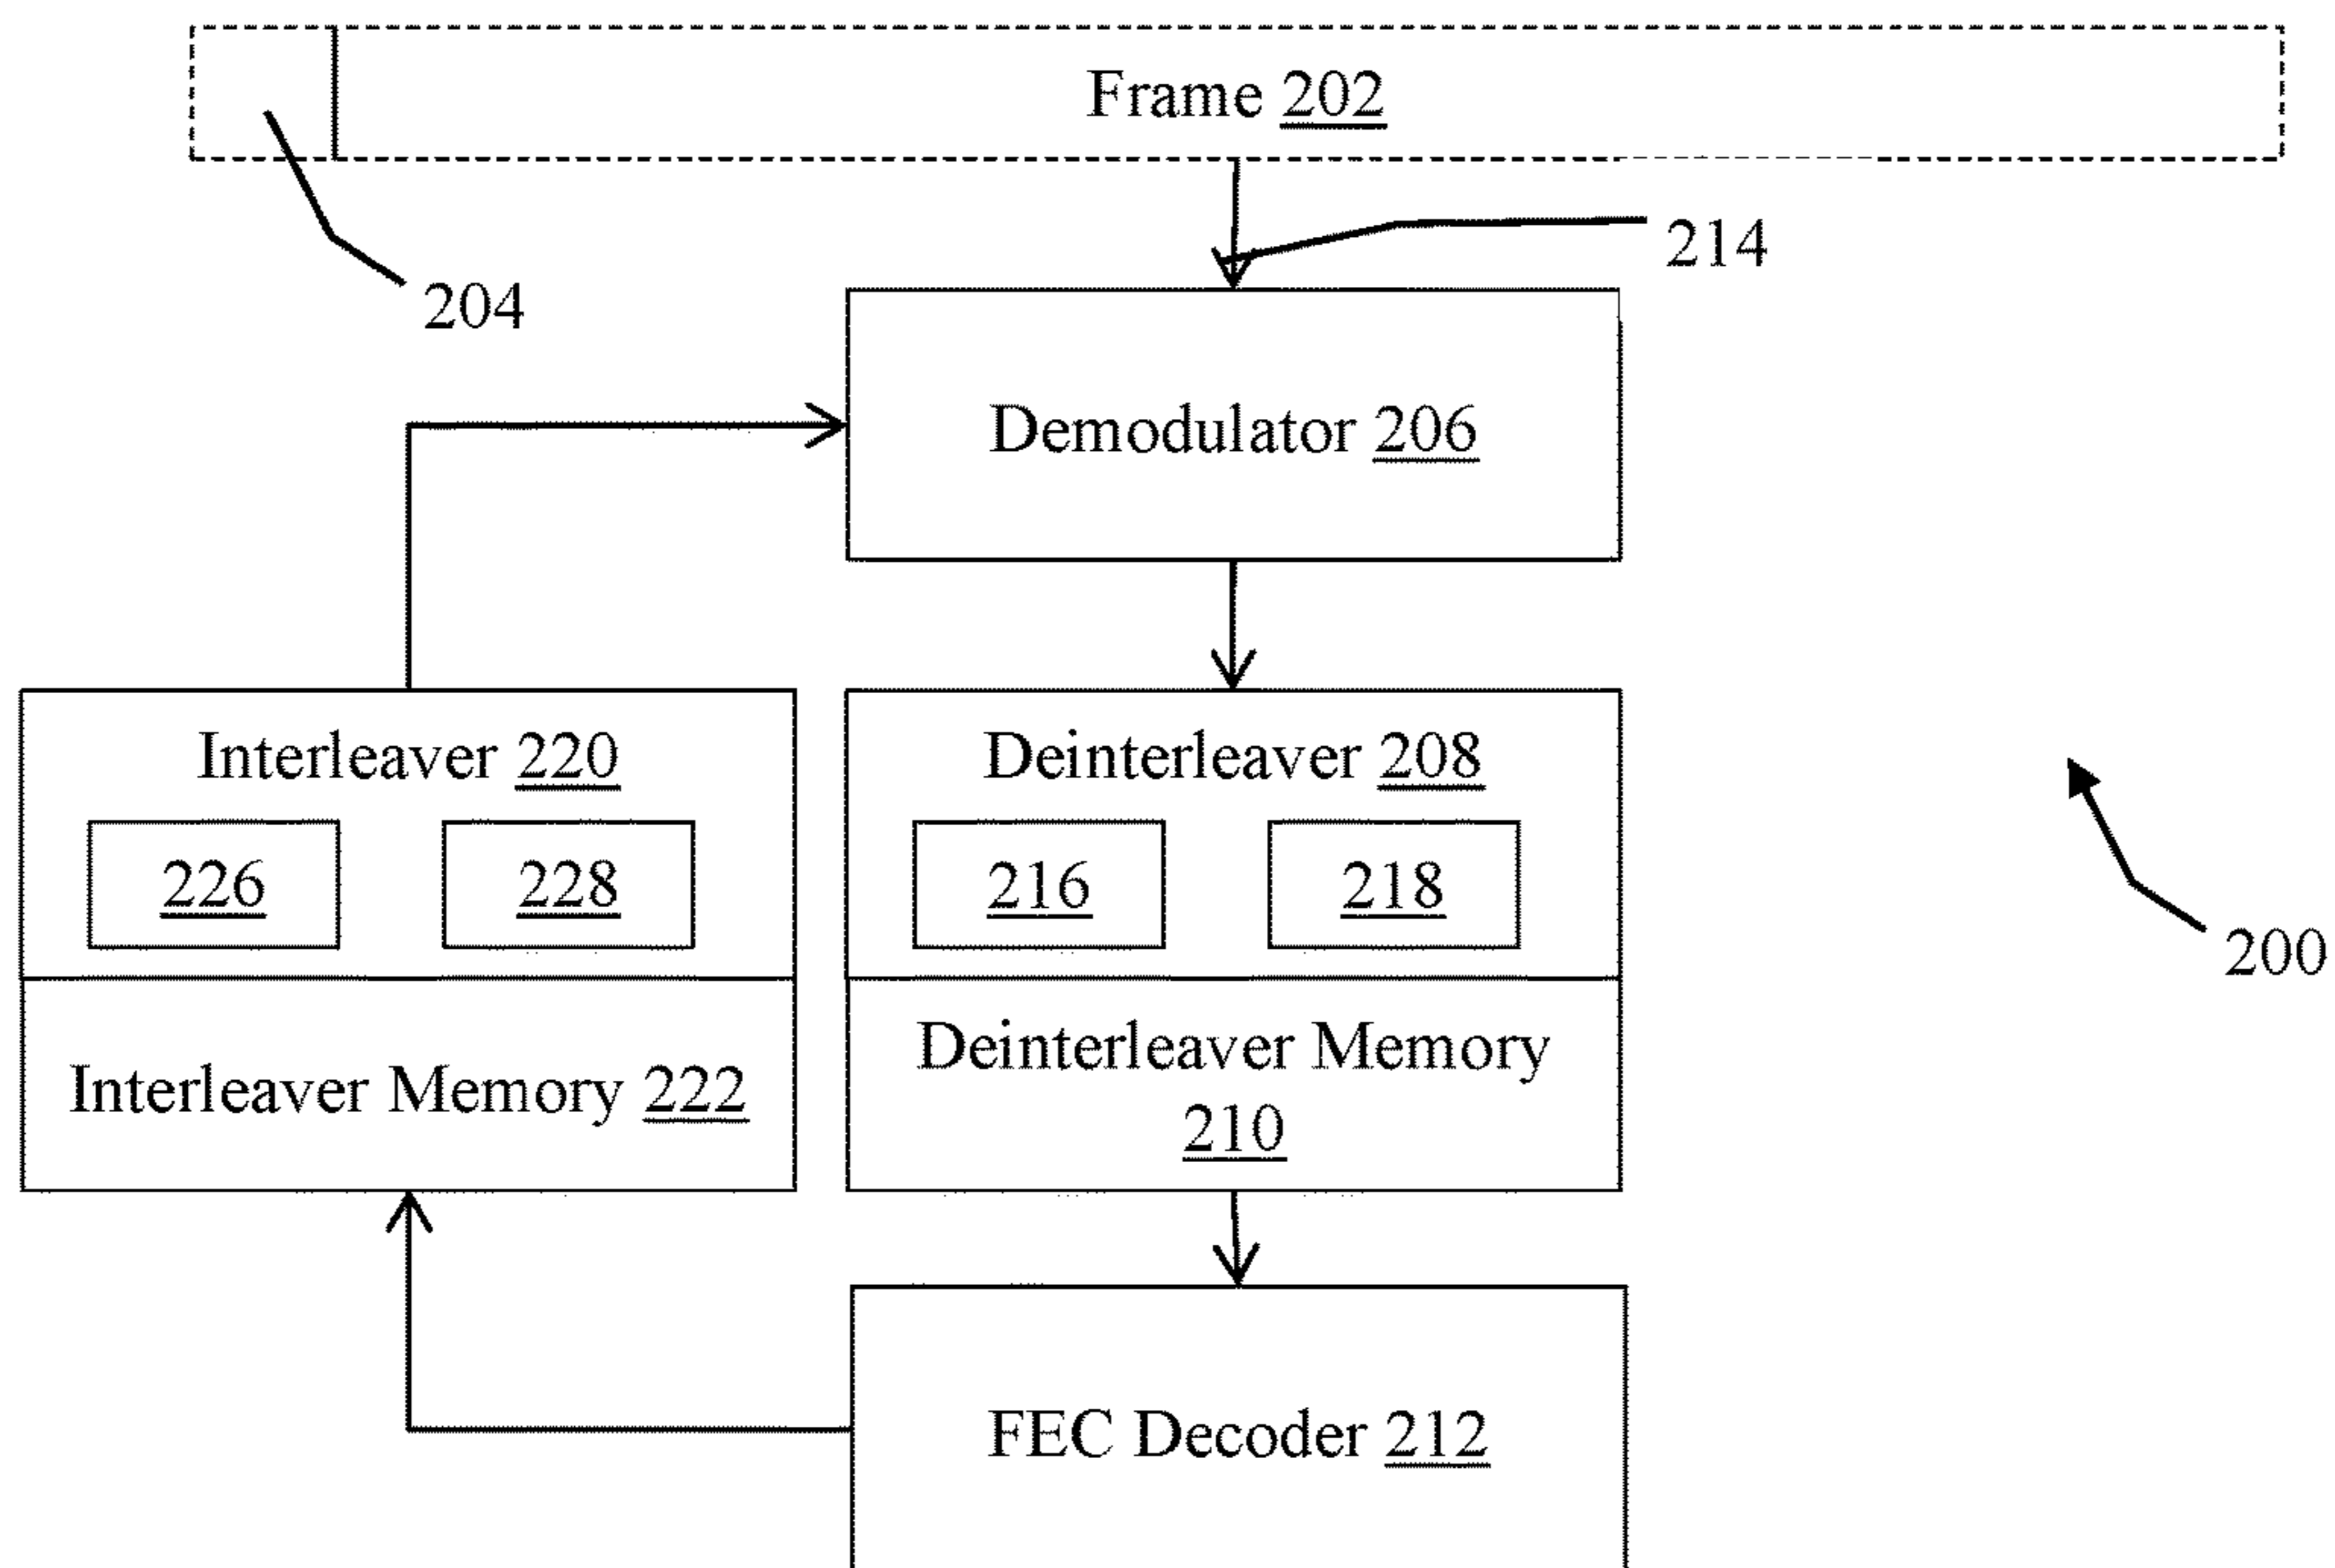 Frame 202
214
204
Demodulator 206
Interleaver 220
Deinterleaver 208
226
228
216
218
200
Interleaver Memory 222
Deinterleaver Memory
210
FEC Decoder 212